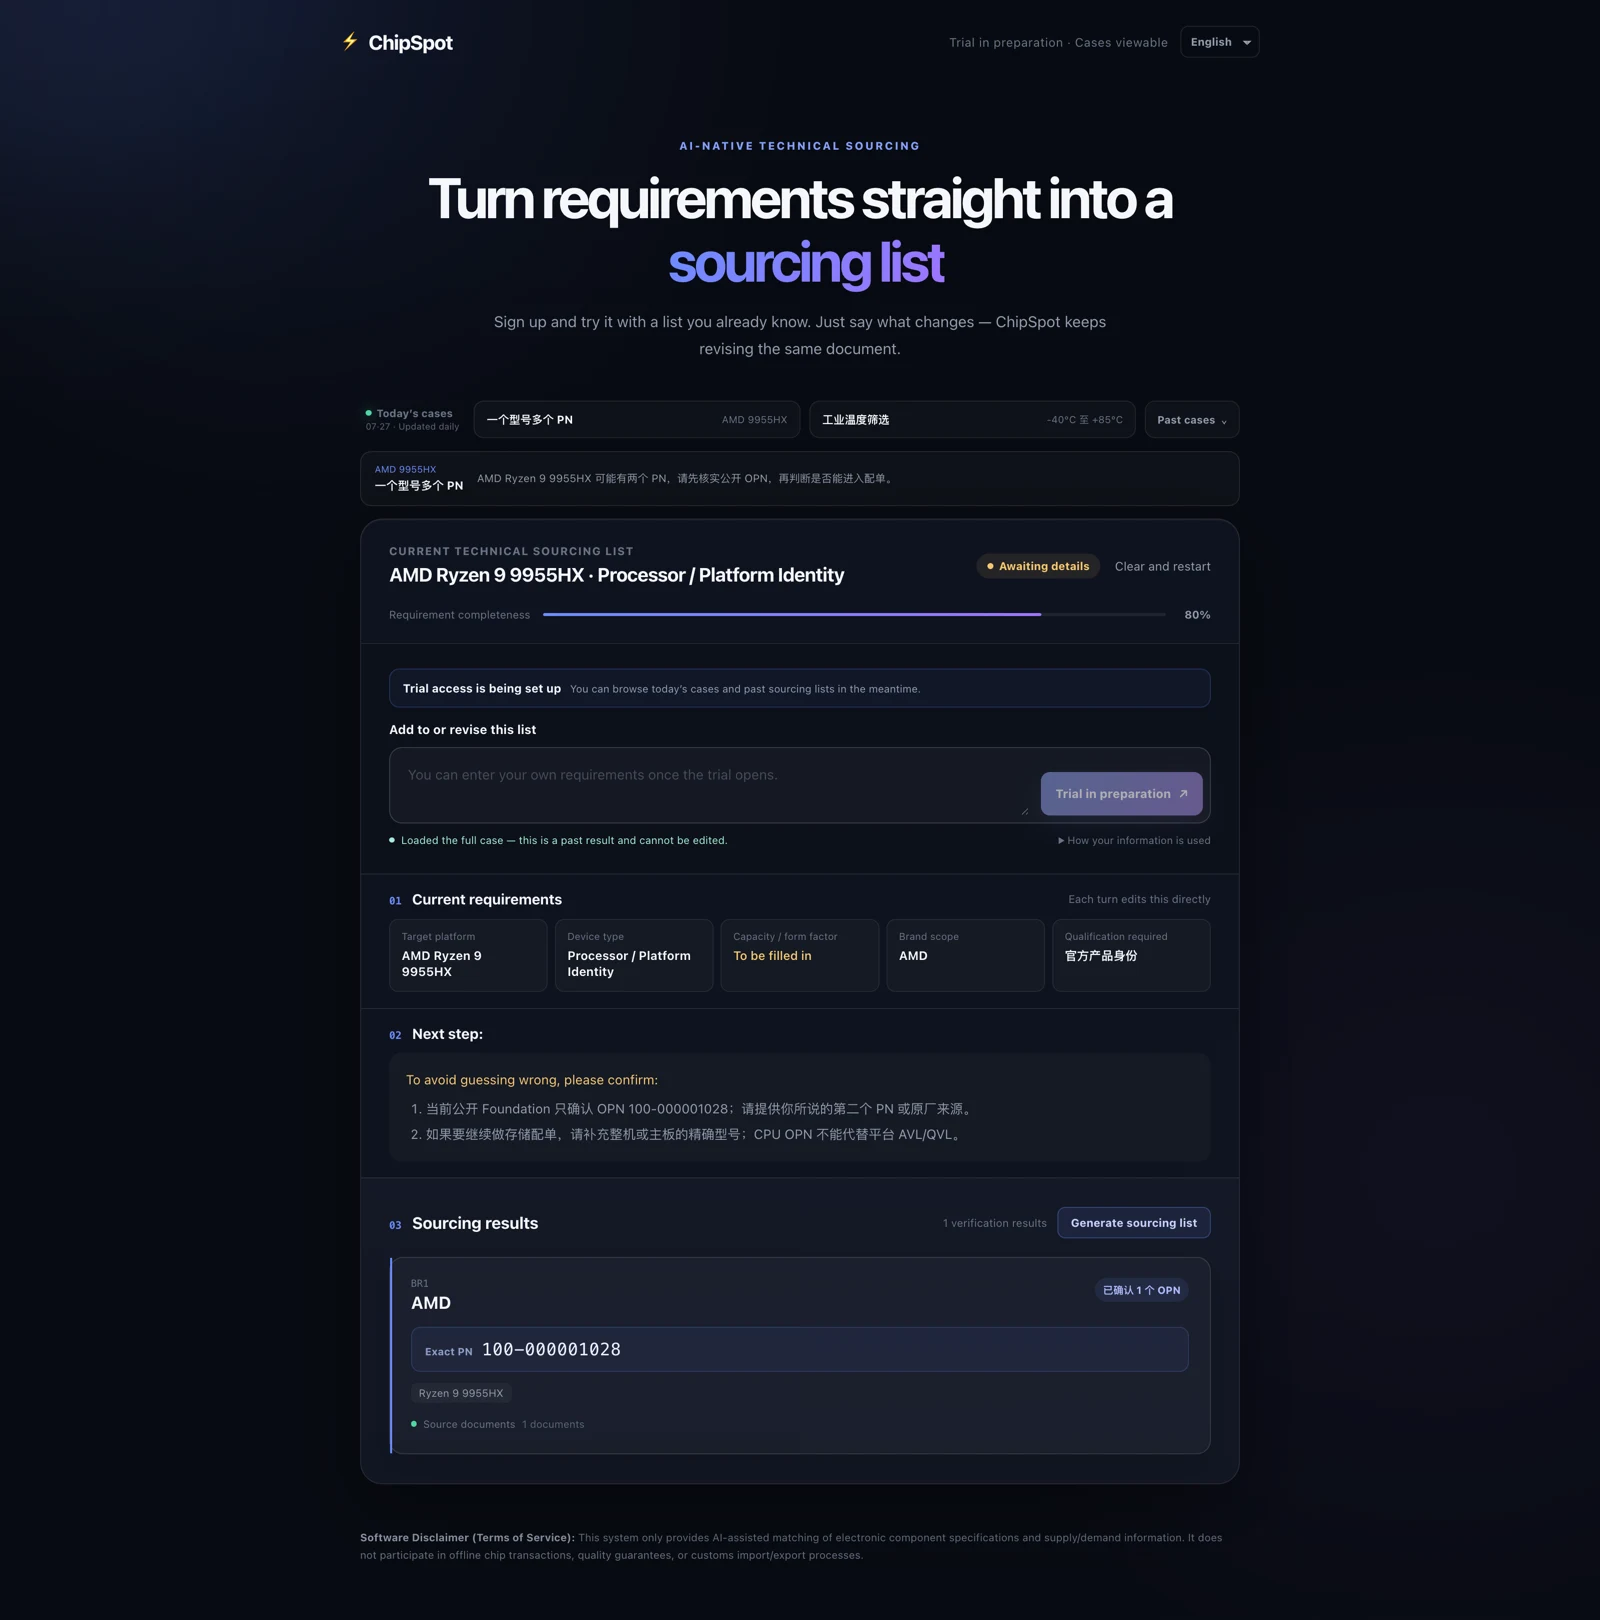 ⚡ ChipSpot
Trial in preparation · Cases viewable
English
AI-NATIVE TECHNICAL SOURCING
Turn requirements straight into a
sourcing list
Sign up and try it with a list you already know. Just say what changes — ChipSpot keeps
revising the same document.
Today's cases
07-27 · Updated daily
一个型号多个 PN
AMD 9955HX
工业温度筛选
-40°C 至 +85°C
Past cases ⌄
AMD 9955HX
一个型号多个 PN
AMD Ryzen 9 9955HX 可能有两个 PN，请先核实公开 OPN，再判断是否能进入配单。
CURRENT TECHNICAL SOURCING LIST
AMD Ryzen 9 9955HX · Processor / Platform Identity
Awaiting details
Clear and restart
Requirement completeness
80%
Trial access is being set up You can browse today's cases and past sourcing lists in the meantime.
Add to or revise this list
You can enter your own requirements once the trial opens.
Trial in preparation ↗
Loaded the full case — this is a past result and cannot be edited.
▶ How your information is used
01 Current requirements
Each turn edits this directly
Target platform
AMD Ryzen 9
9955HX
Device type
Processor / Platform
Identity
Capacity / form factor
To be filled in
Brand scope
AMD
Qualification required
官方产品身份
02 Next step:
To avoid guessing wrong, please confirm:
1. 当前公开 Foundation 只确认 OPN 100-000001028；请提供你所说的第二个 PN 或原厂来源。
2. 如果要继续做存储配单，请补充整机或主板的精确型号；CPU OPN 不能代替平台 AVL/QVL。
03 Sourcing results
1 verification results
Generate sourcing list
BR1
AMD
已确认 1 个 OPN
Exact PN 100-000001028
Ryzen 9 9955HX
Source documents 1 documents
Software Disclaimer (Terms of Service): This system only provides AI-assisted matching of electronic component specifications and supply/demand information. It does
not participate in offline chip transactions, quality guarantees, or customs import/export processes.